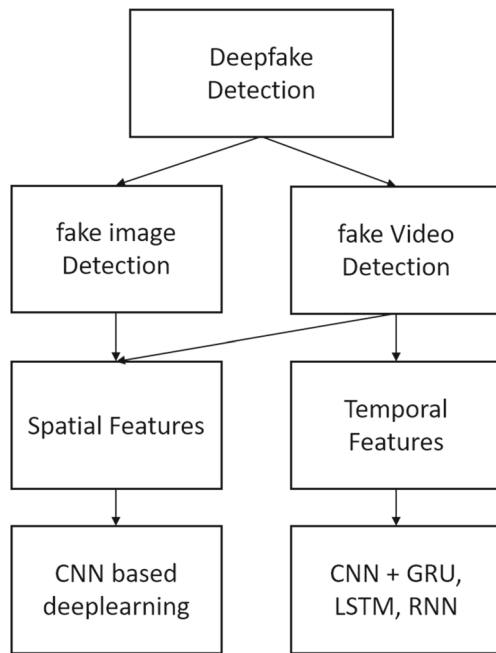 Deepfake
Detection
fake image
Detection
fake Video
Detection
Spatial Features
Temporal
Features
CNN based
deeplearning
CNN + GRU,
LSTM, RNN